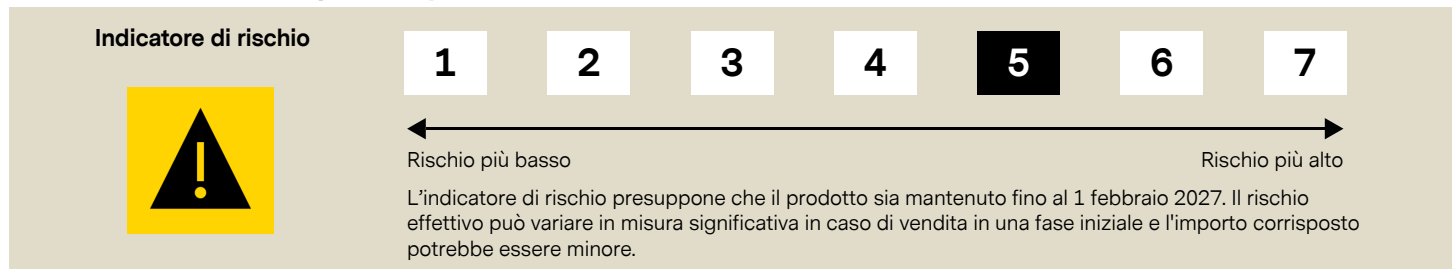 Indicatore di rischio
1 2 3 4 5 6 7
Rischio più basso Rischio più alto
L'indicatore di rischio presuppone che il prodotto sia mantenuto fino al 1 febbraio 2027. Il rischio
effettivo può variare in misura significativa in caso di vendita in una fase iniziale e l'importo corrisposto
potrebbe essere minore.